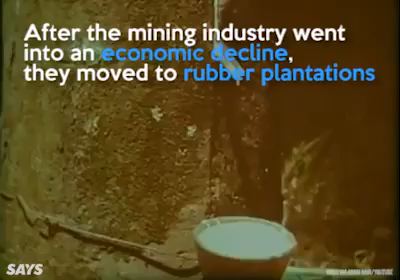 After the mining industry went
into an economic decline,
they moved to rubber plantations
SAYS